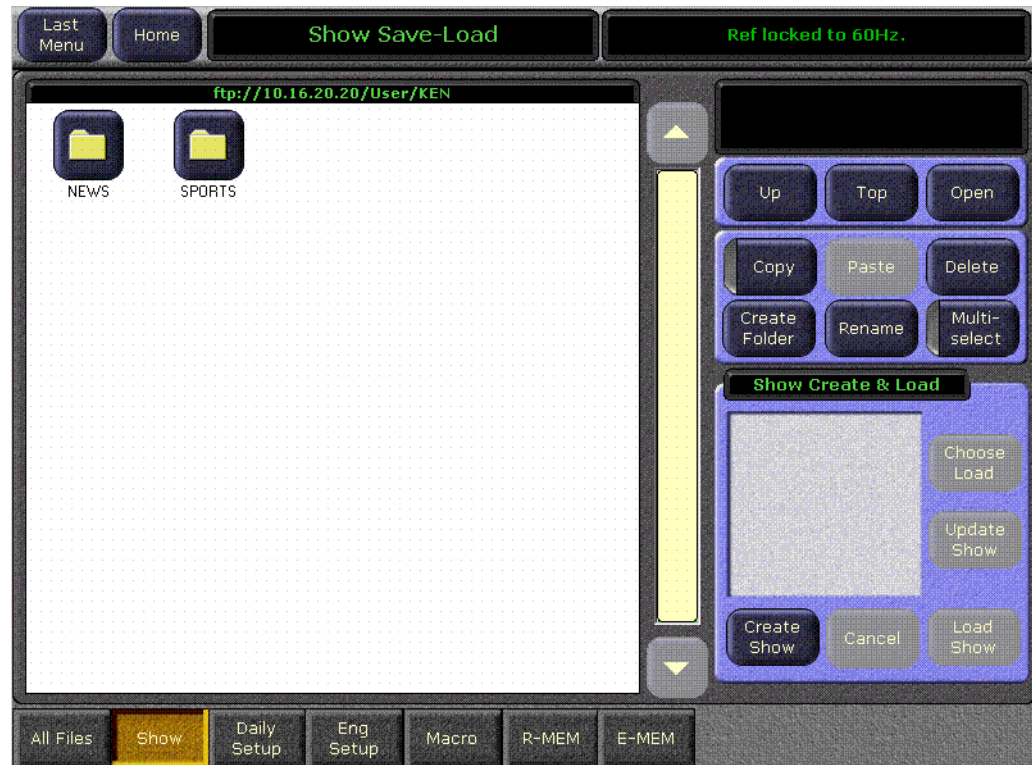 Last
Menu
Home
Show Save-Load
Ref locked to 60Hz.
ftp://10.16.20.20/User/KEN
NEWS
SPORTS
Up
Top
Open
Copy
Paste
Delete
Create
Folder
Rename
Multi-
select
Show Create & Load
Choose
Load
Update
Show
Create
Show
Cancel
Load
Show
All Files
Show
Daily
Setup
Eng
Setup
Macro
R-MEM
E-MEM